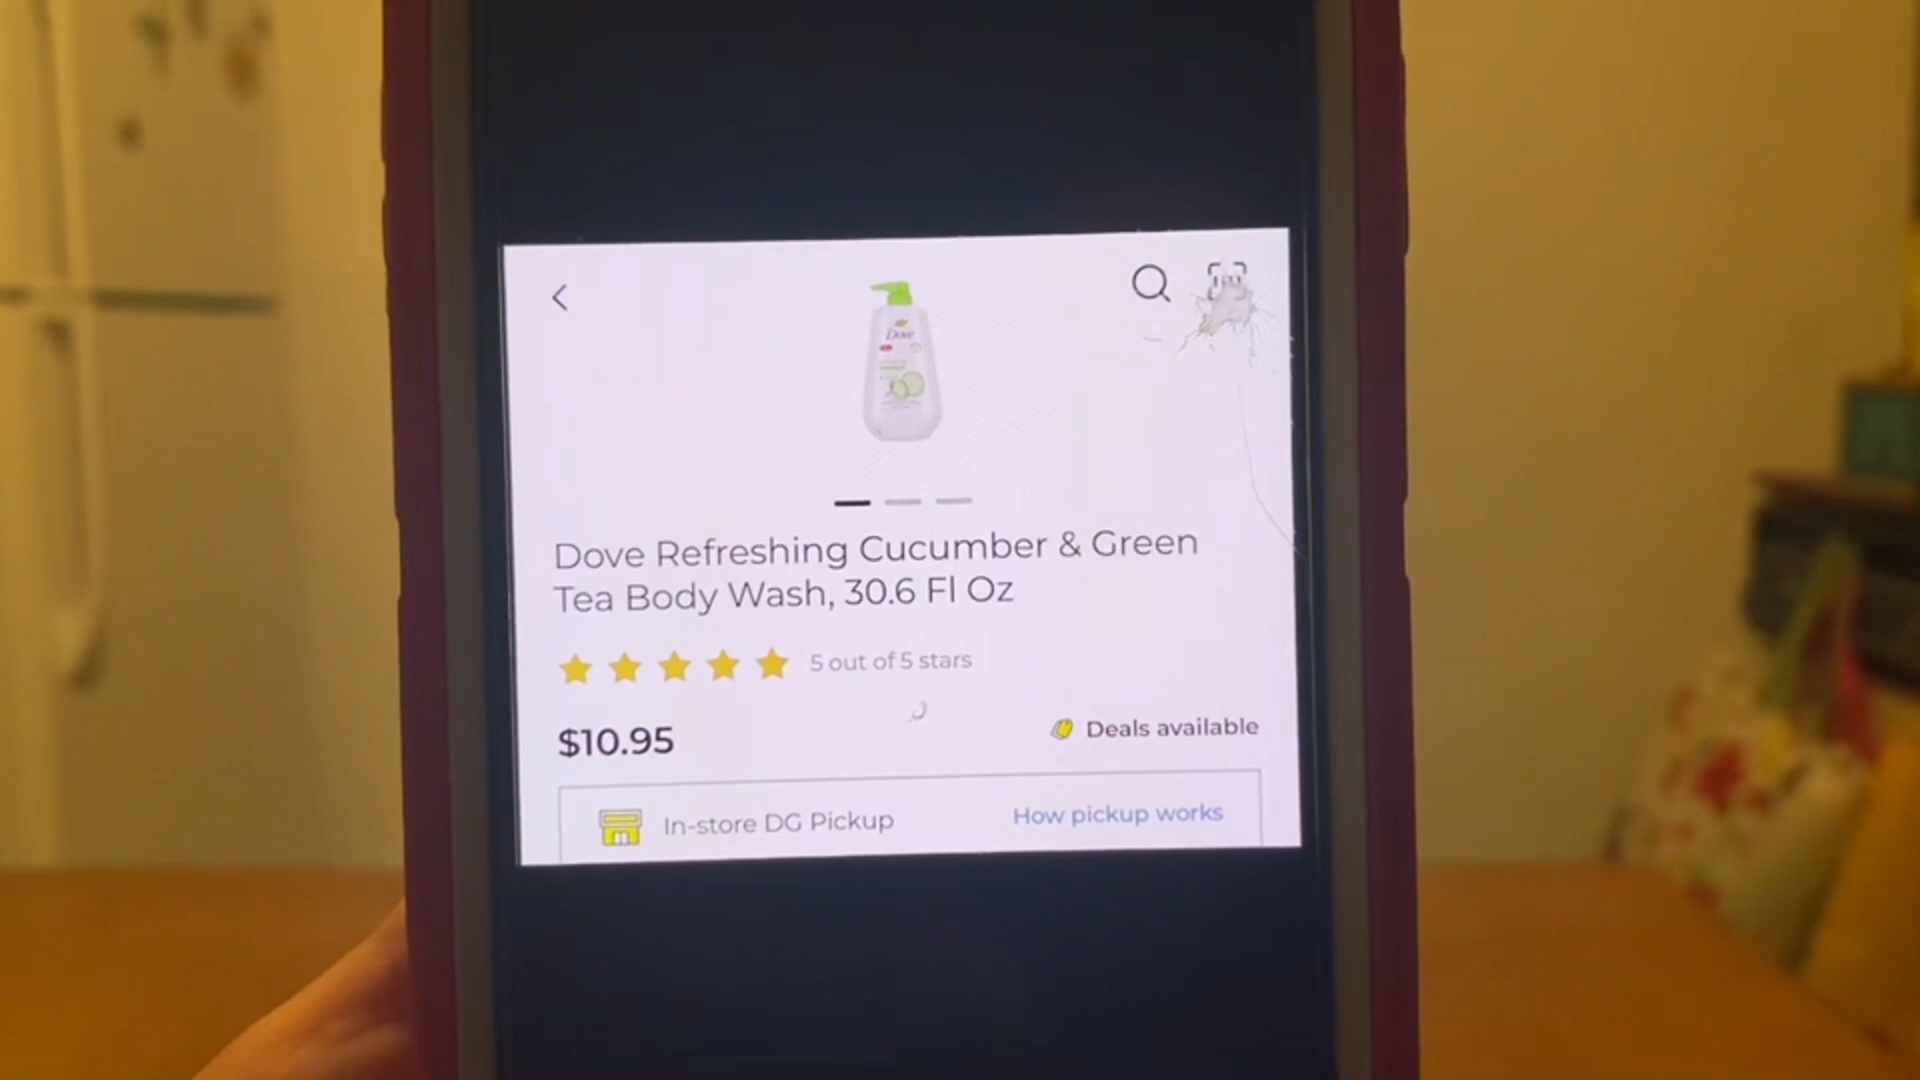 Dove
Dove Refreshing Cucumber & Green
Tea Body Wash, 30.6 Fl Oz
5 out of 5 stars
$10.95
Deals available
In-store DG Pickup
How pickup works